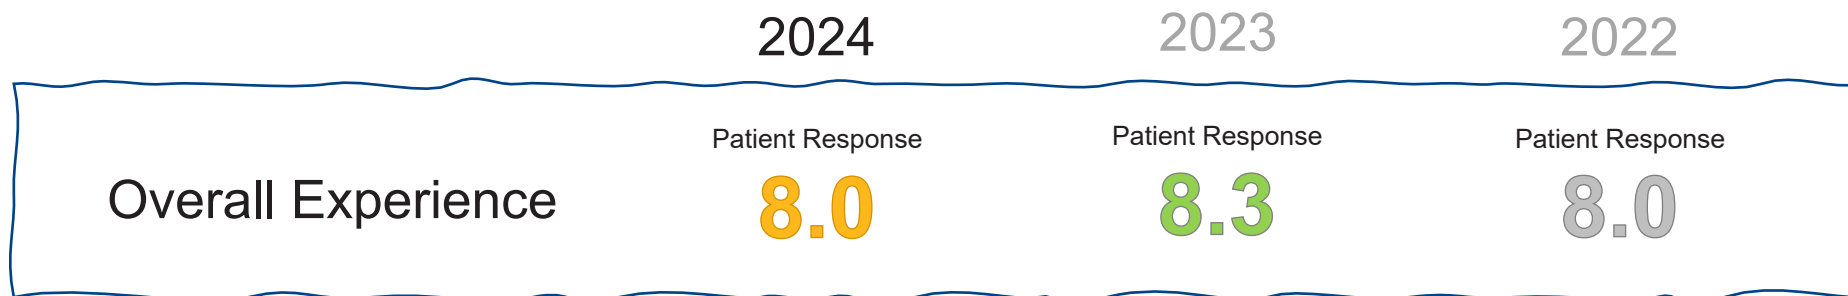 2024 2023 2022
Patient Response Patient Response Patient Response
Overall Experience 8.0 8.3 8.0